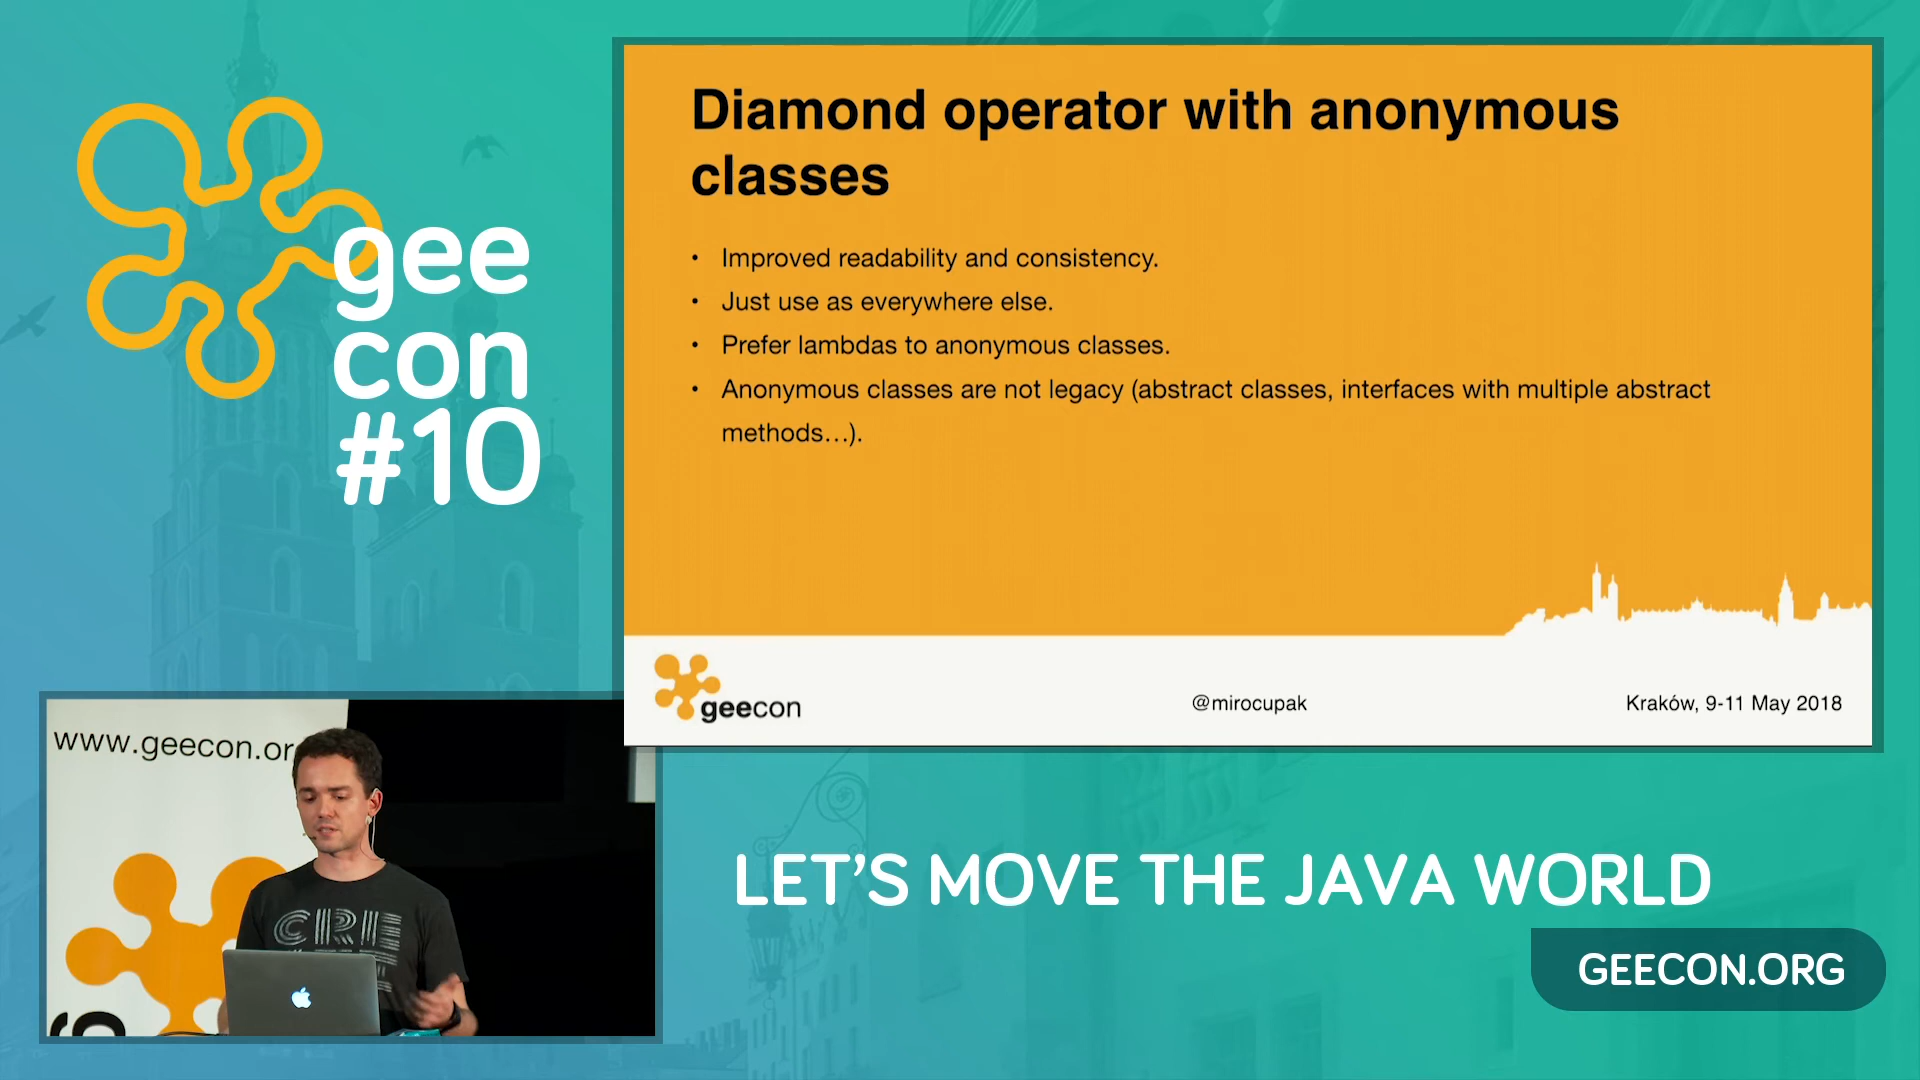 gee
con
#10
Diamond operator with anonymous
classes
• Improved readability and consistency.
• Just use as everywhere else.
• Prefer lambdas to anonymous classes.
• Anonymous classes are not legacy (abstract classes, interfaces with multiple abstract
methods…).
geecon
@mirocupak
Kraków, 9-11 May 2018
www.geecon.or
CRE
LET'S MOVE THE JAVA WORLD
GEECON.ORG